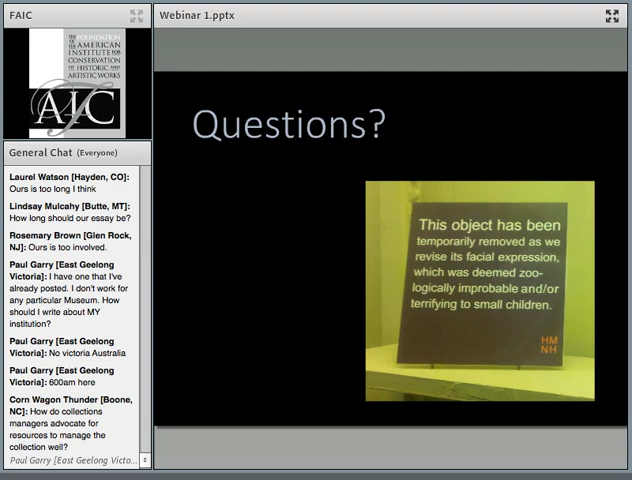 FAIC
Webinar 1.pptx
THE FOUNDATION
OF THE AMERICAN
INSTITUTE FOR
CONSERVATION
OF HISTORIC AND
ARTISTIC WORKS
AIC
General Chat (Everyone)
Laurel Watson [Hayden, CO]:
Ours is too long I think
Lindsay Mulcahy [Butte, MT]:
How long should our essay be?
Rosemary Brown [Glen Rock,
NJ]: Ours is too involved.
Paul Garry [East Geelong
Victoria]: I have one that I've
already posted. I don't work for
any particular Museum. How
should I write about MY
institution?
Paul Garry [East Geelong
Victoria]: No victoria Australia
Paul Garry [East Geelong
Victoria]: 600am here
Corn Wagon Thunder [Boone,
NC]: How do collections
managers advocate for
resources to manage the
collection well?
Paul Garry [East Geelong Victo...
Questions?
This object has been
temporarily removed as we
revise its facial expression,
which was deemed zoo-
logically improbable and/or
terrifying to small children.
HM
NH